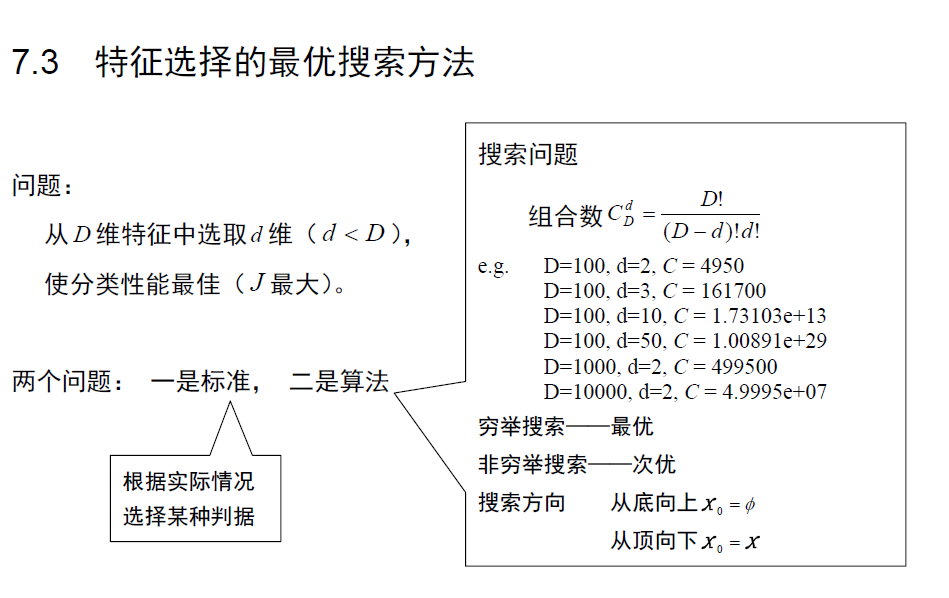 7.3 特征选择的最优搜索方法
问题：
从 D 维特征中选取 d 维（d < D），
使分类性能最佳（J 最大）。
两个问题： 一是标准， 二是算法
根据实际情况
选择某种判据
搜索问题
组合数 C_D^d = D! / ((D − d)!d!)
e.g. D=100, d=2, C = 4950
D=100, d=3, C = 161700
D=100, d=10, C = 1.73103e+13
D=100, d=50, C = 1.00891e+29
D=1000, d=2, C = 499500
D=10000, d=2, C = 4.9995e+07
穷举搜索——最优
非穷举搜索——次优
搜索方向 从底向上 x₀ = ϕ
从顶向下 x₀ = x